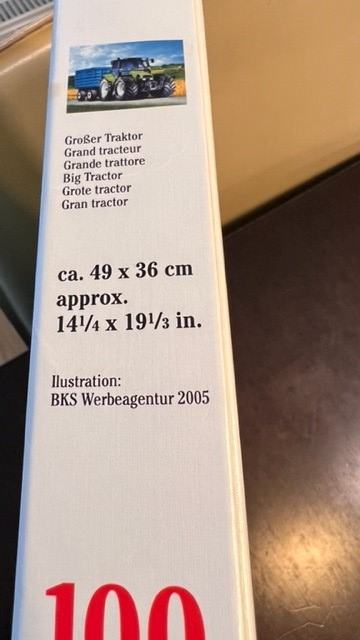 Großer Traktor
Grand tracteur
Grande trattore
Big Tractor
Grote tractor
Gran tractor
ca. 49 x 36 cm
approx.
14¹/₄ x 19¹/₃ in.
Ilustration:
BKS Werbeagentur 2005
100